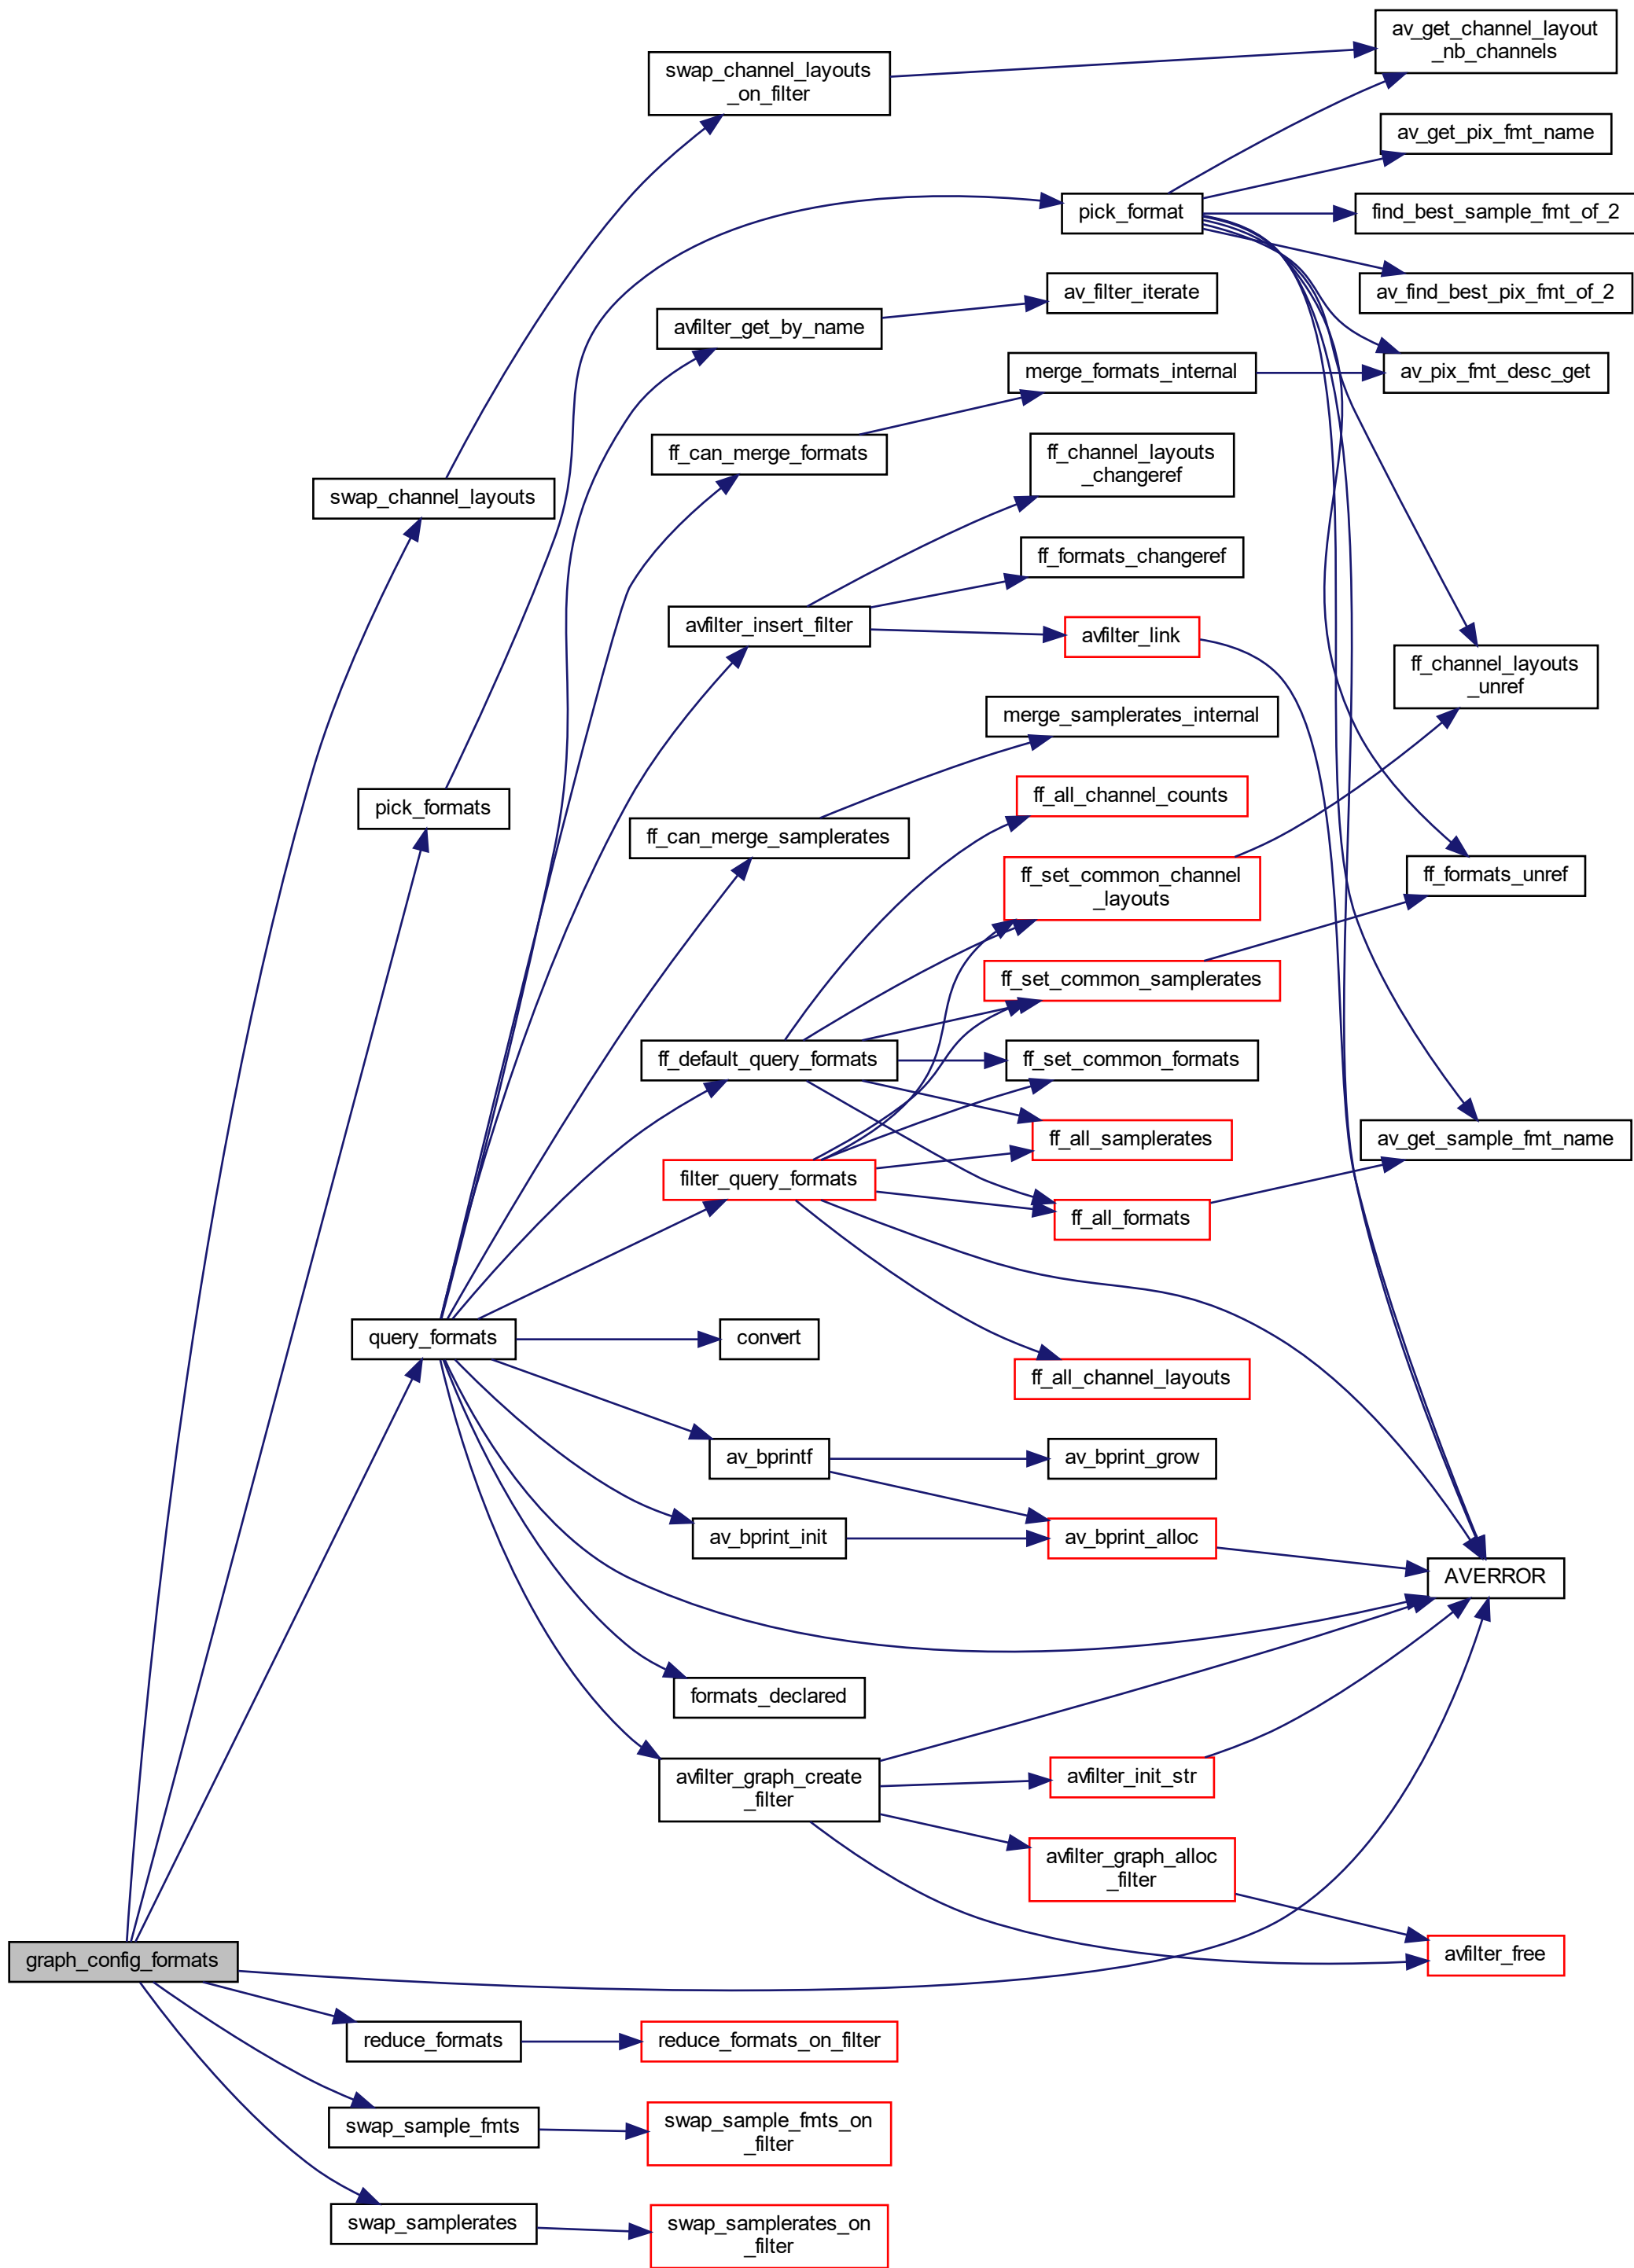 av_get_channel_layout
_nb_channels
swap_channel_layouts
_on_filter
av_get_pix_fmt_name
pick_format
find_best_sample_fmt_of_2
av_find_best_pix_fmt_of_2
av_filter_iterate
avfilter_get_by_name
merge_formats_internal
av_pix_fmt_desc_get
ff_can_merge_formats
ff_channel_layouts
_changeref
swap_channel_layouts
ff_formats_changeref
avfilter_insert_filter
avfilter_link
ff_channel_layouts
_unref
merge_samplerates_internal
ff_all_channel_counts
pick_formats
ff_can_merge_samplerates
ff_set_common_channel
_layouts
ff_formats_unref
ff_set_common_samplerates
ff_default_query_formats
ff_set_common_formats
ff_all_samplerates
av_get_sample_fmt_name
filter_query_formats
ff_all_formats
query_formats
convert
ff_all_channel_layouts
av_bprintf
av_bprint_grow
av_bprint_init
av_bprint_alloc
AVERROR
formats_declared
avfilter_graph_create
_filter
avfilter_init_str
avfilter_graph_alloc
_filter
graph_config_formats
avfilter_free
reduce_formats
reduce_formats_on_filter
swap_sample_fmts
swap_sample_fmts_on
_filter
swap_samplerates
swap_samplerates_on
_filter